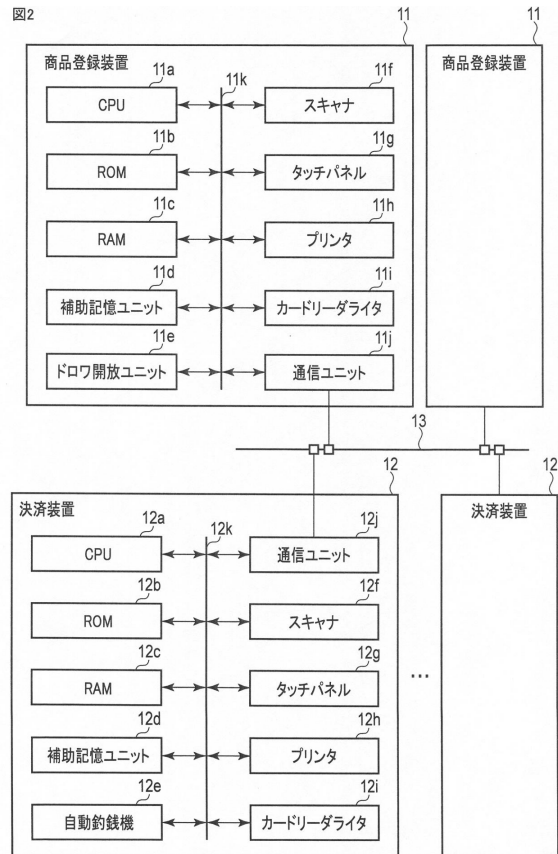 図2
11
11
商品登録装置
商品登録装置
11a
11k
11f
CPU
スキャナ
11b
11g
ROM
タッチパネル
11c
11h
RAM
プリンタ
11d
11i
補助記憶ユニット
カードリーダライタ
11e
11j
ドロワ開放ユニット
通信ユニット
13
12
12
決済装置
決済装置
12a
12k
12j
CPU
通信ユニット
12b
12f
ROM
スキャナ
12c
12g
RAM
タッチパネル
…
12d
12h
補助記憶ユニット
プリンタ
12e
12i
自動釣銭機
カードリーダライタ